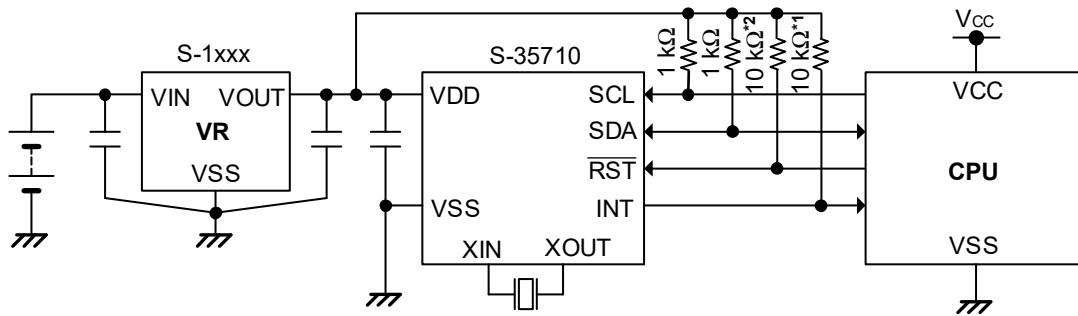 S-1xxx
VIN
VOUT
VR
VSS
S-35710
VDD
VSS
XIN
XOUT
SCL
SDA
RST
INT
1 kΩ
1 kΩ
10 kΩ*2
10 kΩ*1
VCC
VCC
CPU
VSS